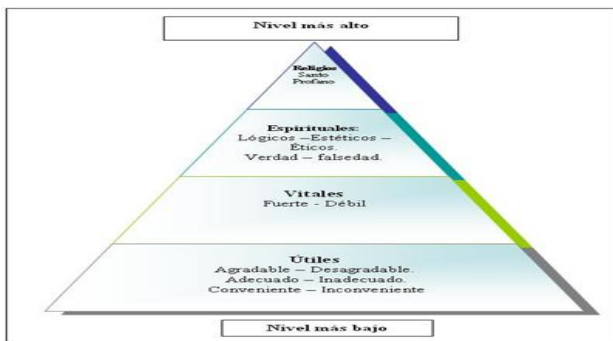 Nivel más alto
Religios
Santo
Profano
Espirituales:
Lógicos –Estéticos –
Éticos.
Verdad – falsedad.
Vitales
Fuerte - Débil
Útiles
Agradable – Desagradable.
Adecuado – Inadecuado.
Conveniente – Inconveniente
Nivel más bajo